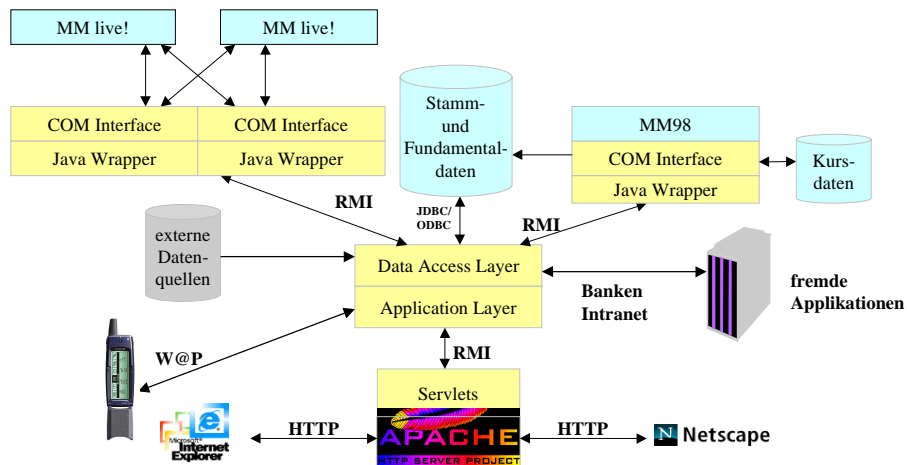 MM live!
MM live!
COM Interface
COM Interface
Java Wrapper
Java Wrapper
Stamm-
und
Fundamental-
daten
MM98
COM Interface
Java Wrapper
Kurs-
daten
RMI
JDBC/
ODBC
RMI
externe
Daten-
quellen
Data Access Layer
Application Layer
Banken
Intranet
fremde
Applikationen
W@P
RMI
Servlets
Microsoft®
Internet
Explorer
HTTP
APACHE
HTTP SERVER PROJECT
HTTP
N Netscape